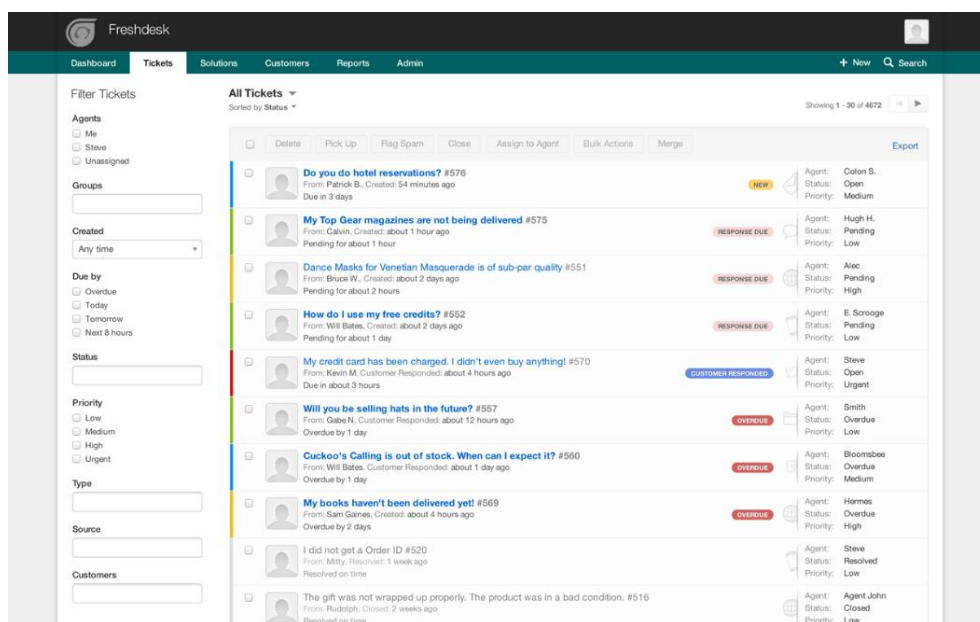 Freshdesk
Dashboard Tickets Solutions Customers Reports Admin + New Search
Filter Tickets
Agents
Me
Steve
Unassigned
Groups
Created
Any time
Due by
Overdue
Today
Tomorrow
Next 8 hours
Status
Priority
Low
Medium
High
Urgent
Type
Source
Customers
All Tickets
Sorted by Status
Showing 1 - 30 of 4672
Delete Pick Up Flag Spam Close Assign to Agent Bulk Actions Merge Export
Do you do hotel reservations? #576
From: Patrick B., Created: 54 minutes ago
Due in 3 days
NEW
Agent: Colon S.
Status: Open
Priority: Medium
My Top Gear magazines are not being delivered #575
From: Calvin, Created: about 1 hour ago
Pending for about 1 hour
RESPONSE DUE
Agent: Hugh H.
Status: Pending
Priority: Low
Dance Masks for Venetian Masquerade is of sub-par quality #551
From: Bruce W., Created: about 2 days ago
Pending for about 2 hours
RESPONSE DUE
Agent: Alec
Status: Pending
Priority: High
How do I use my free credits? #552
From: Will Bates, Created: about 2 days ago
Pending for about 1 day
RESPONSE DUE
Agent: E. Scrooge
Status: Pending
Priority: Low
My credit card has been charged. I didn't even buy anything! #570
From: Kevin M, Customer Responded: about 4 hours ago
Due in about 3 hours
CUSTOMER RESPONDED
Agent: Steve
Status: Open
Priority: Urgent
Will you be selling hats in the future? #557
From: Gabe N, Customer Responded: about 12 hours ago
Overdue by 1 day
OVERDUE
Agent: Smith
Status: Overdue
Priority: Low
Cuckoo's Calling is out of stock. When can I expect it? #560
From: Will Bates, Customer Responded: about 1 day ago
Overdue by 1 day
OVERDUE
Agent: Bloomsbee
Status: Overdue
Priority: Medium
My books haven't been delivered yet! #569
From: Sam Gaines, Created: about 4 hours ago
Overdue by 2 days
OVERDUE
Agent: Hermes
Status: Overdue
Priority: High
I did not get a Order ID #520
From: Mitty, Resolved: 1 week ago
Resolved on time
Agent: Steve
Status: Resolved
Priority: Low
The gift was not wrapped up properly. The product was in a bad condition. #516
From: Rudolph, Closed: 2 weeks ago
Resolved on time
Agent: Agent John
Status: Closed
Priority: Low